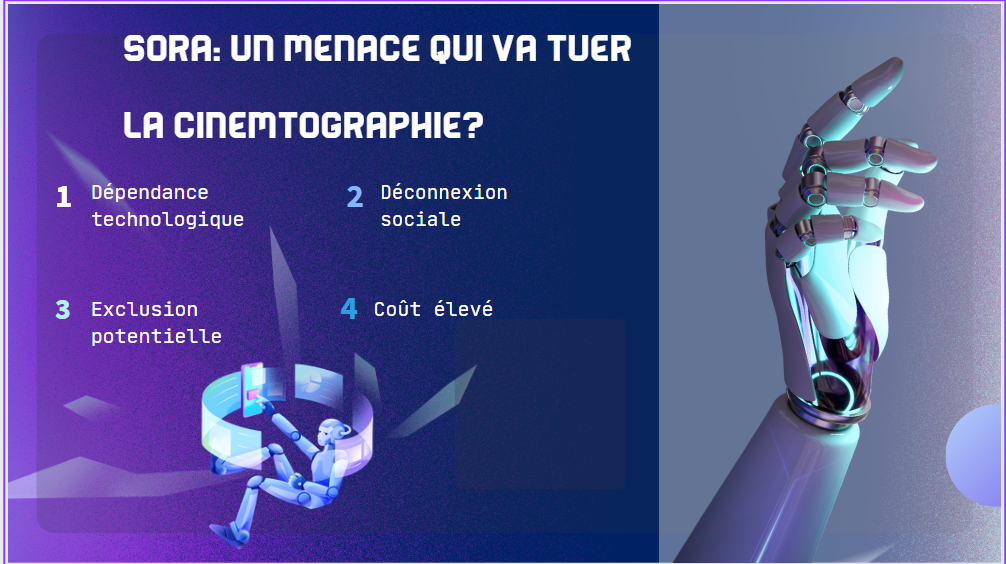 SORA: UN MENACE QUI VA TUER
LA CINEMTOGRAPHIE?
1 Dépendance
technologique
2 Déconnexion
sociale
3 Exclusion
potentielle
4 Coût élevé